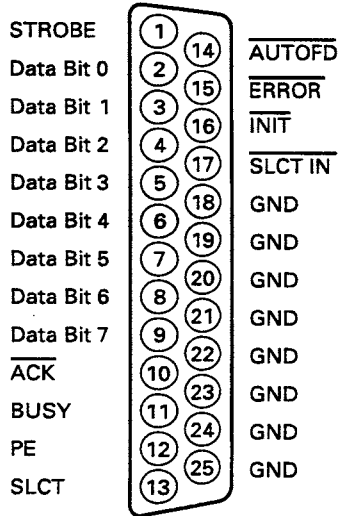 STROBE 1
14 AUTOFD
Data Bit 0 2
15 ERROR
Data Bit 1 3
16 INIT
Data Bit 2 4
17 SLCT IN
Data Bit 3 5
18 GND
Data Bit 4 6
19 GND
Data Bit 5 7
20 GND
Data Bit 6 8
21 GND
Data Bit 7 9
22 GND
ACK 10
23 GND
BUSY 11
24 GND
PE 12
25 GND
SLCT 13